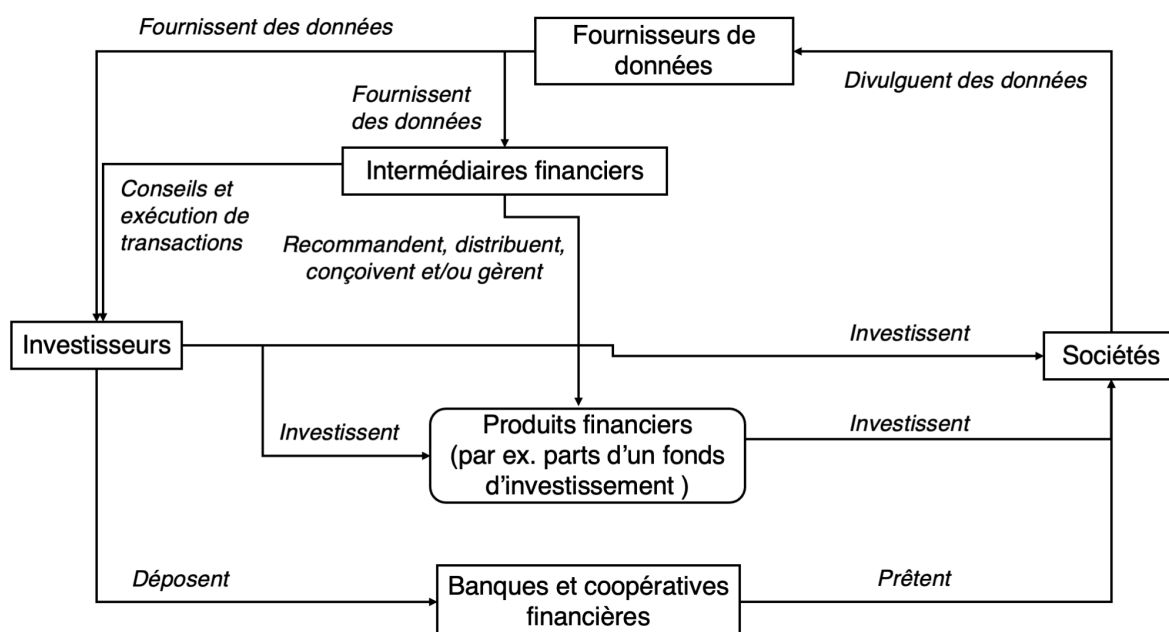 Fournissent des données
Fournisseurs de
données
Divulguent des données
Fournissent
des données
Intermédiaires financiers
Conseils et
exécution de
transactions
Recommandent, distribuent,
conçoivent et/ou gèrent
Investisseurs
Investissent
Sociétés
Investissent
Produits financiers
(par ex. parts d'un fonds
d'investissement )
Investissent
Déposent
Banques et coopératives
financières
Prêtent